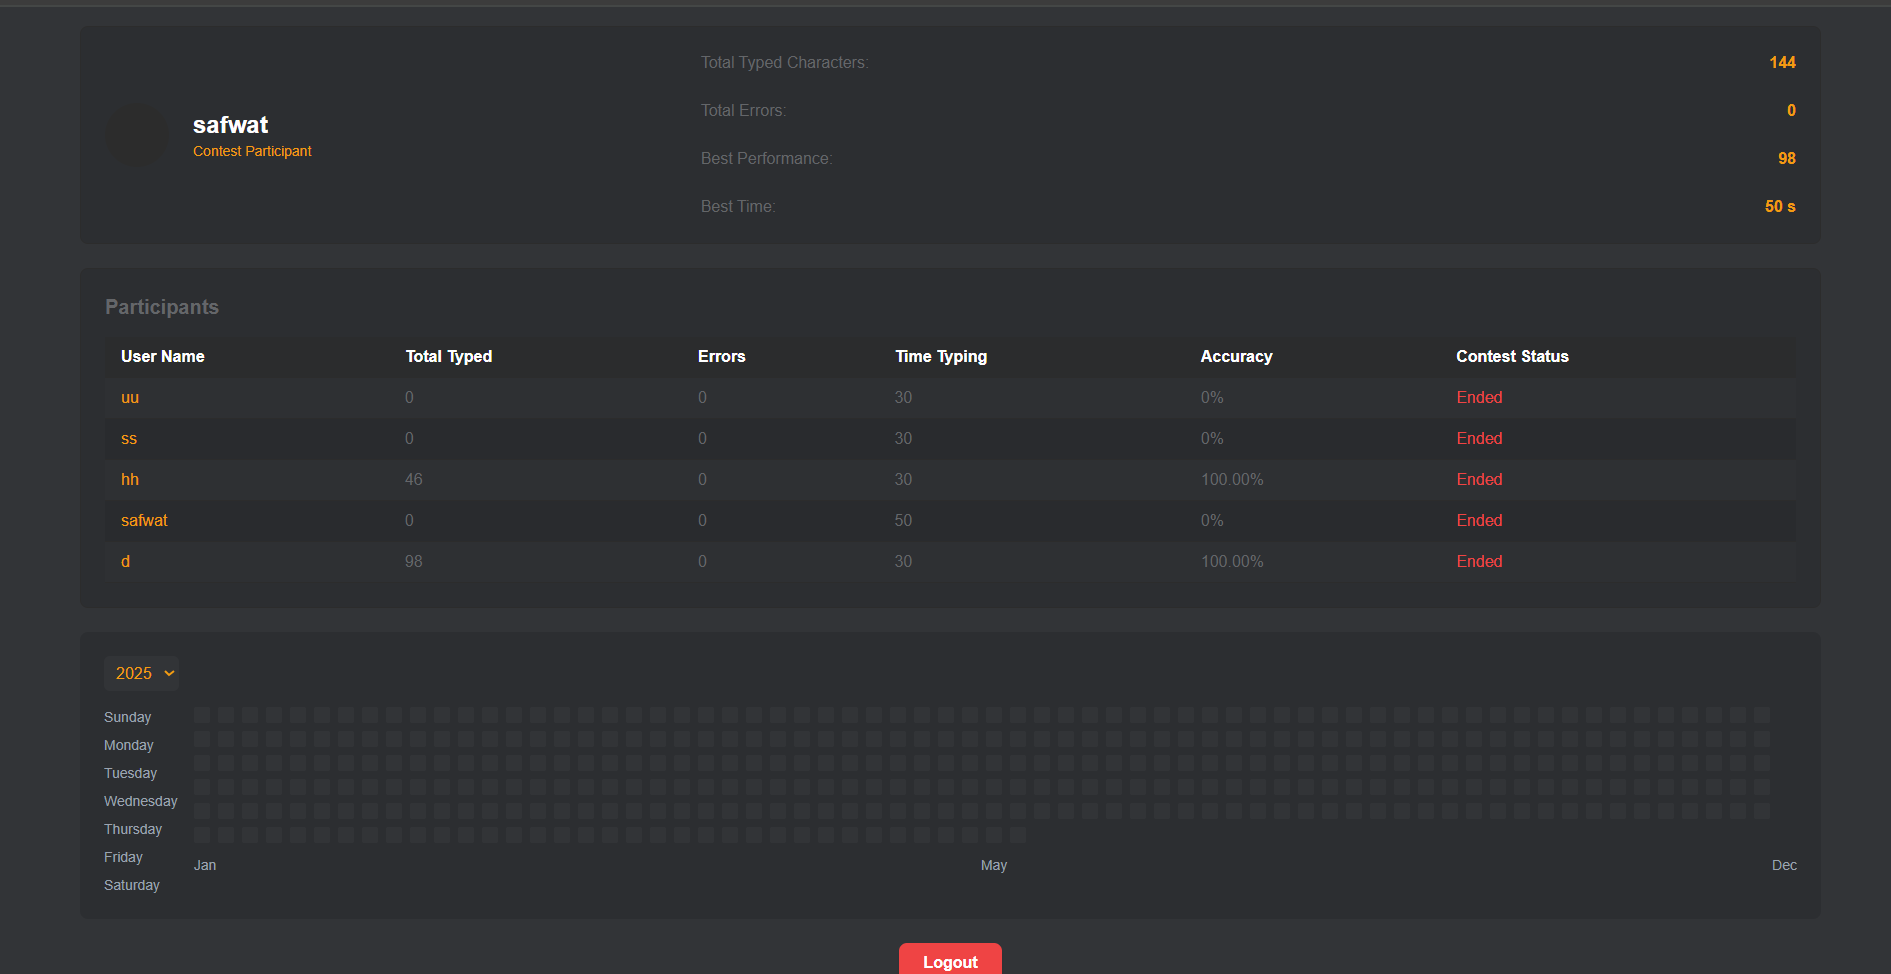 Total Typed Characters: 144
safwat
Contest Participant
Total Errors: 0
Best Performance: 98
Best Time: 50 s
Participants
User Name Total Typed Errors Time Typing Accuracy Contest Status
uu 0 0 30 0% Ended
ss 0 0 30 0% Ended
hh 46 0 30 100.00% Ended
safwat 0 0 50 0% Ended
d 98 0 30 100.00% Ended
2025
Sunday
Monday
Tuesday
Wednesday
Thursday
Friday
Saturday
Jan May Dec
Logout